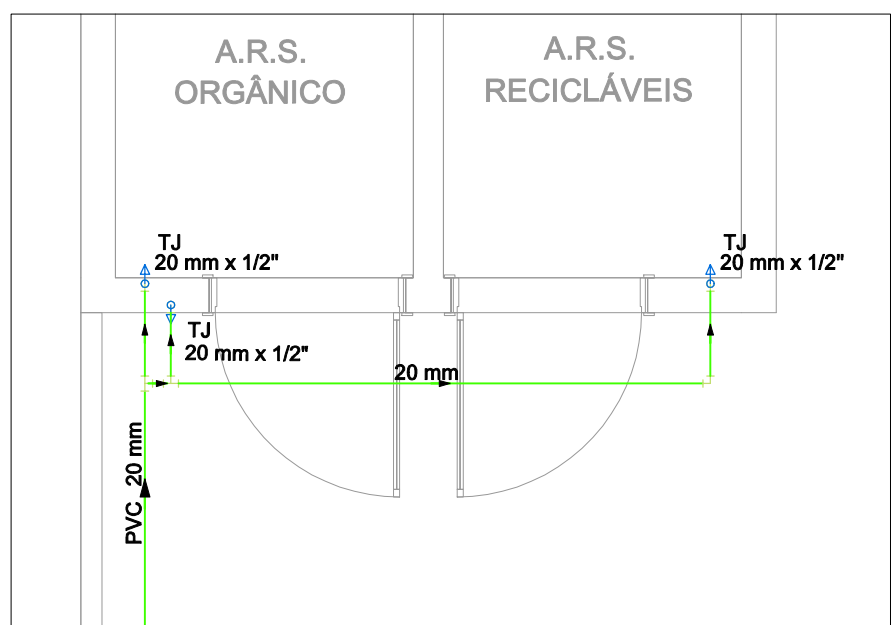 A.R.S.
ORGÂNICO
A.R.S.
RECICLÁVEIS
TJ
20 mm x 1/2"
TJ
20 mm x 1/2"
TJ
20 mm x 1/2"
20 mm
PVC 20 mm